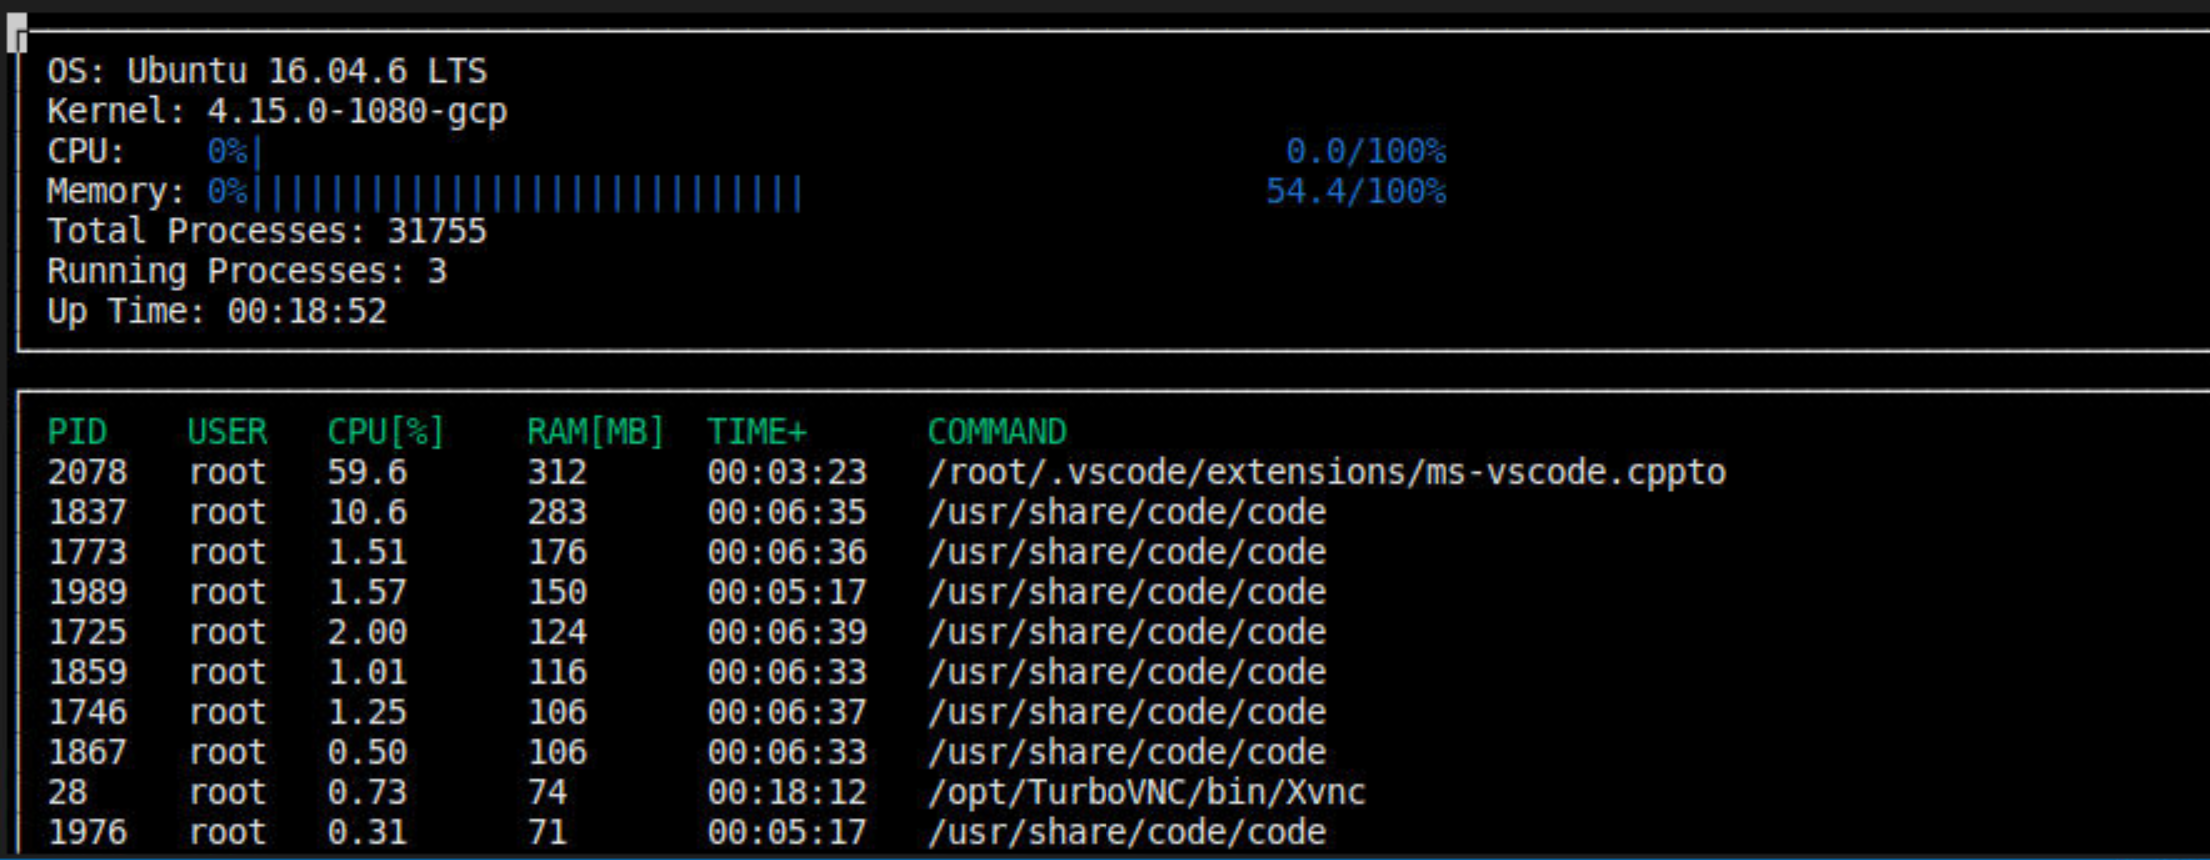 OS: Ubuntu 16.04.6 LTS
Kernel: 4.15.0-1080-gcp
CPU: 0%| 0.0/100%
Memory: 0%|||||||||||||||||||||||||||| 54.4/100%
Total Processes: 31755
Running Processes: 3
Up Time: 00:18:52
PID USER CPU[%] RAM[MB] TIME+ COMMAND
2078 root 59.6 312 00:03:23 /root/.vscode/extensions/ms-vscode.cppto
1837 root 10.6 283 00:06:35 /usr/share/code/code
1773 root 1.51 176 00:06:36 /usr/share/code/code
1989 root 1.57 150 00:05:17 /usr/share/code/code
1725 root 2.00 124 00:06:39 /usr/share/code/code
1859 root 1.01 116 00:06:33 /usr/share/code/code
1746 root 1.25 106 00:06:37 /usr/share/code/code
1867 root 0.50 106 00:06:33 /usr/share/code/code
28 root 0.73 74 00:18:12 /opt/TurboVNC/bin/Xvnc
1976 root 0.31 71 00:05:17 /usr/share/code/code